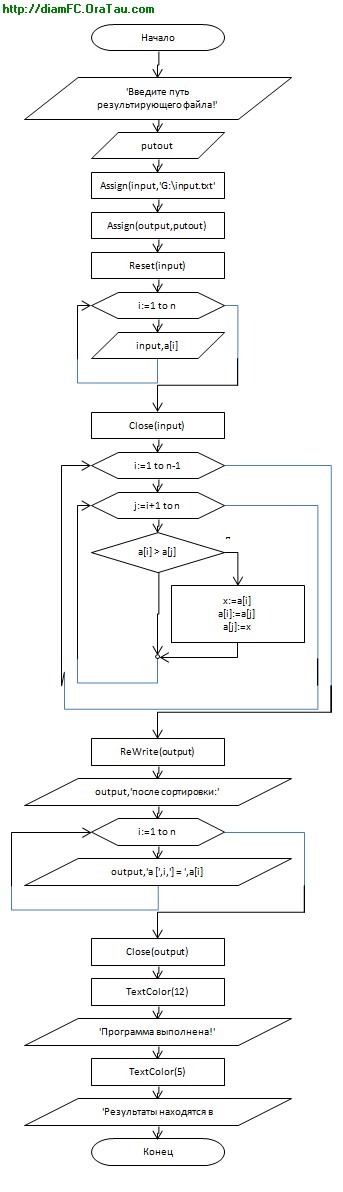 http://diamFC.OraTau.com
Начало
'Введите путь
результирующего файла!'
putout
Assign(input,'G:\input.txt'
Assign(output,putout)
Reset(input)
i:=1 to n
input,a[i]
Close(input)
i:=1 to n-1
j:=i+1 to n
a[i] > a[j]
x:=a[i]
a[i]:=a[j]
a[j]:=x
ReWrite(output)
output,'после сортировки:'
i:=1 to n
output,'a [',i,'] = ',a[i]
Close(output)
TextColor(12)
'Программа выполнена!'
TextColor(5)
'Результаты находятся в
Конец